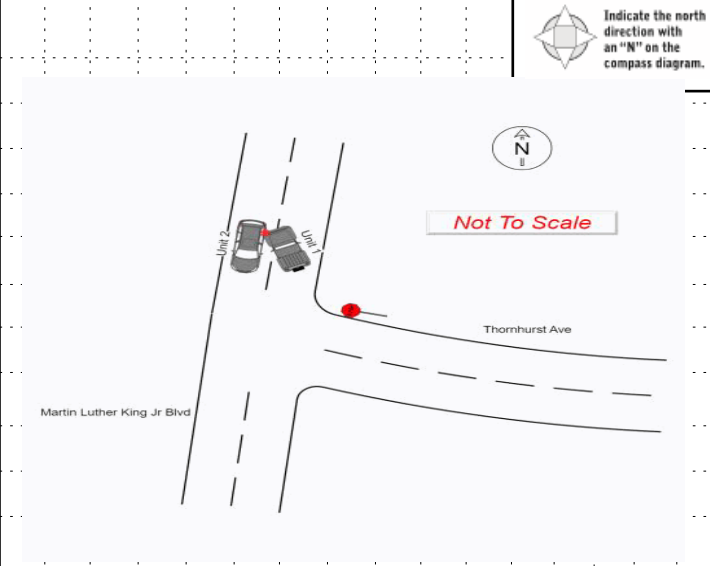 Indicate the north
direction with
an "N" on the
compass diagram.
N
Not To Scale
Unit 2
Unit 1
Thornhurst Ave
Martin Luther King Jr Blvd